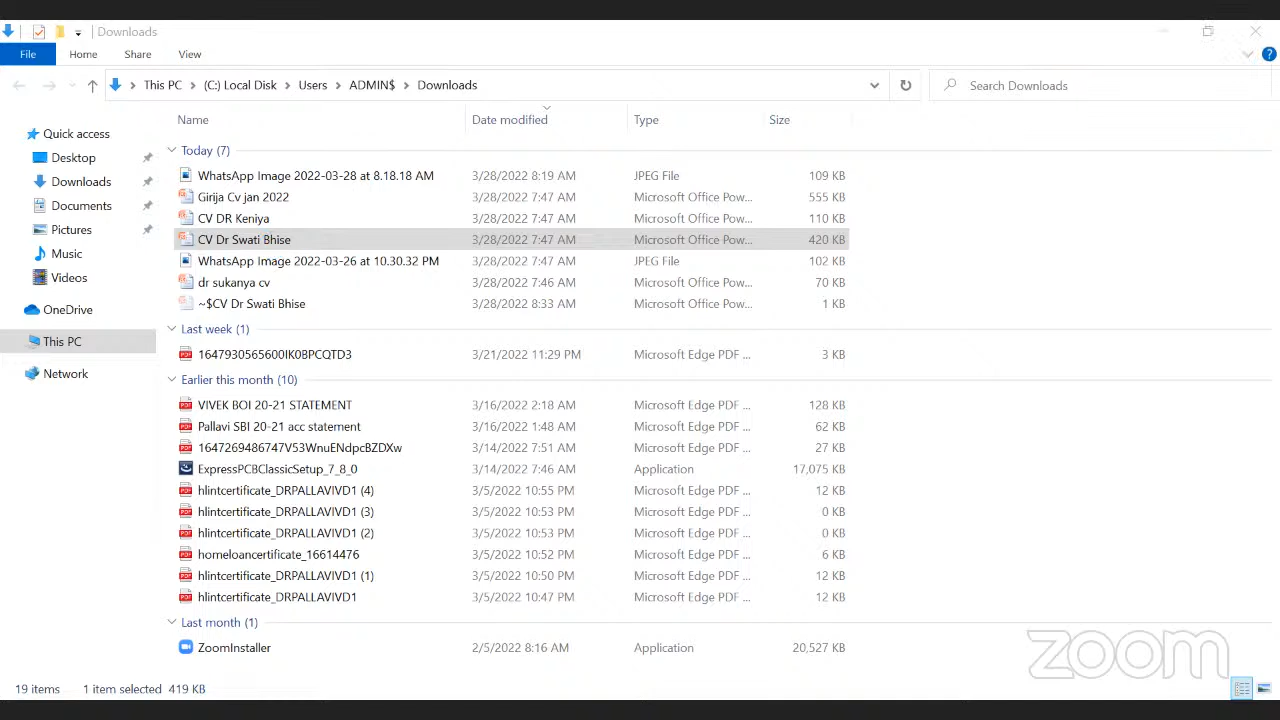 Downloads
File Home Share View
This PC > (C:) Local Disk > Users > ADMIN$ > Downloads Search Downloads
Name Date modified Type Size
Quick access
Desktop
Downloads
Documents
Pictures
Music
Videos
OneDrive
This PC
Network
Today (7)
WhatsApp Image 2022-03-28 at 8.18.18 AM 3/28/2022 8:19 AM JPEG File 109 KB
Girija Cv jan 2022 3/28/2022 7:47 AM Microsoft Office Pow... 555 KB
CV DR Keniya 3/28/2022 7:47 AM Microsoft Office Pow... 110 KB
CV Dr Swati Bhise 3/28/2022 7:47 AM Microsoft Office Pow... 420 KB
WhatsApp Image 2022-03-26 at 10.30.32 PM 3/28/2022 7:47 AM JPEG File 102 KB
dr sukanya cv 3/28/2022 7:46 AM Microsoft Office Pow... 70 KB
~$CV Dr Swati Bhise 3/28/2022 8:33 AM Microsoft Office Pow... 1 KB
Last week (1)
1647930565600IK0BPCQTD3 3/21/2022 11:29 PM Microsoft Edge PDF ... 3 KB
Earlier this month (10)
VIVEK BOI 20-21 STATEMENT 3/16/2022 2:18 AM Microsoft Edge PDF ... 128 KB
Pallavi SBI 20-21 acc statement 3/16/2022 1:48 AM Microsoft Edge PDF ... 62 KB
1647269486747V53WnuENdpcBZDXw 3/14/2022 7:51 AM Microsoft Edge PDF ... 27 KB
ExpressPCBClassicSetup_7_8_0 3/14/2022 7:46 AM Application 17,075 KB
hlintcertificate_DRPALLAVIVD1 (4) 3/5/2022 10:55 PM Microsoft Edge PDF ... 12 KB
hlintcertificate_DRPALLAVIVD1 (3) 3/5/2022 10:53 PM Microsoft Edge PDF ... 0 KB
hlintcertificate_DRPALLAVIVD1 (2) 3/5/2022 10:53 PM Microsoft Edge PDF ... 0 KB
homeloancertificate_16614476 3/5/2022 10:52 PM Microsoft Edge PDF ... 6 KB
hlintcertificate_DRPALLAVIVD1 (1) 3/5/2022 10:50 PM Microsoft Edge PDF ... 12 KB
hlintcertificate_DRPALLAVIVD1 3/5/2022 10:47 PM Microsoft Edge PDF ... 12 KB
Last month (1)
ZoomInstaller 2/5/2022 8:16 AM Application 20,527 KB
zoom
19 items 1 item selected 419 KB